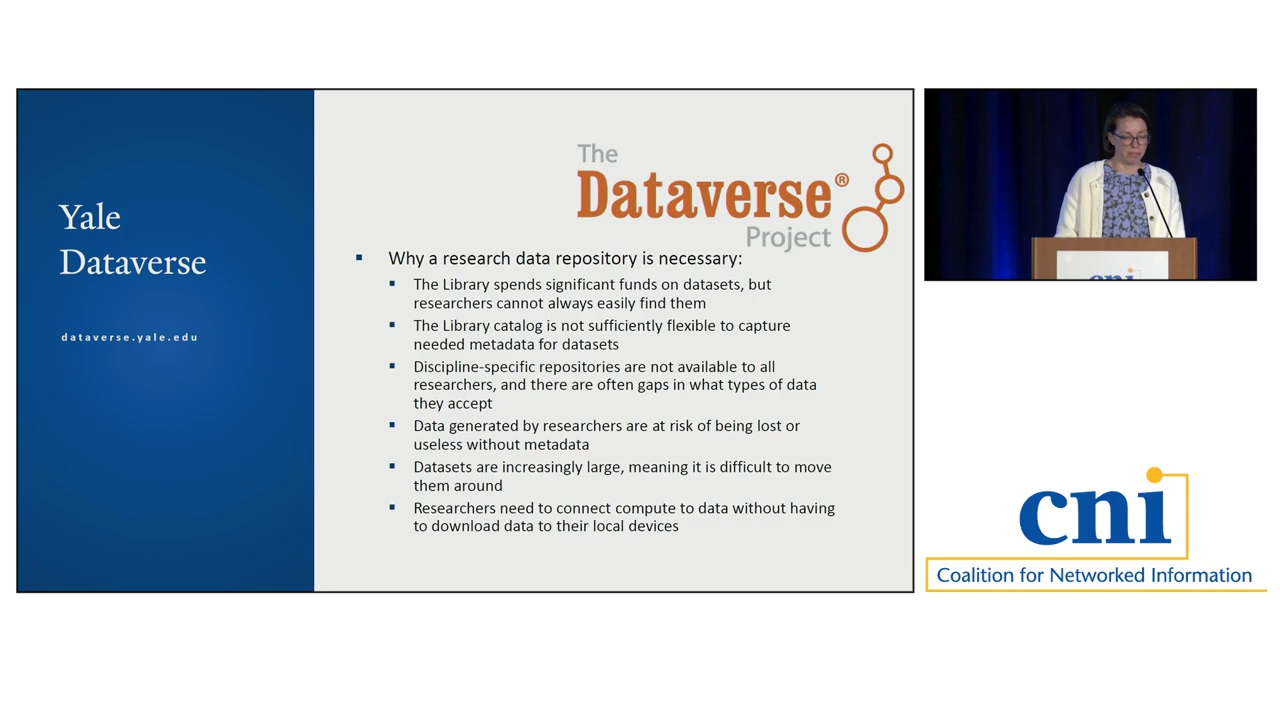 Yale
Dataverse
dataverse.yale.edu
The
Dataverse®
Project
▪ Why a research data repository is necessary:
▪ The Library spends significant funds on datasets, but
researchers cannot always easily find them
▪ The Library catalog is not sufficiently flexible to capture
needed metadata for datasets
▪ Discipline-specific repositories are not available to all
researchers, and there are often gaps in what types of data
they accept
▪ Data generated by researchers are at risk of being lost or
useless without metadata
▪ Datasets are increasingly large, meaning it is difficult to move
them around
▪ Researchers need to connect compute to data without having
to download data to their local devices
cni
cni
Coalition for Networked Information